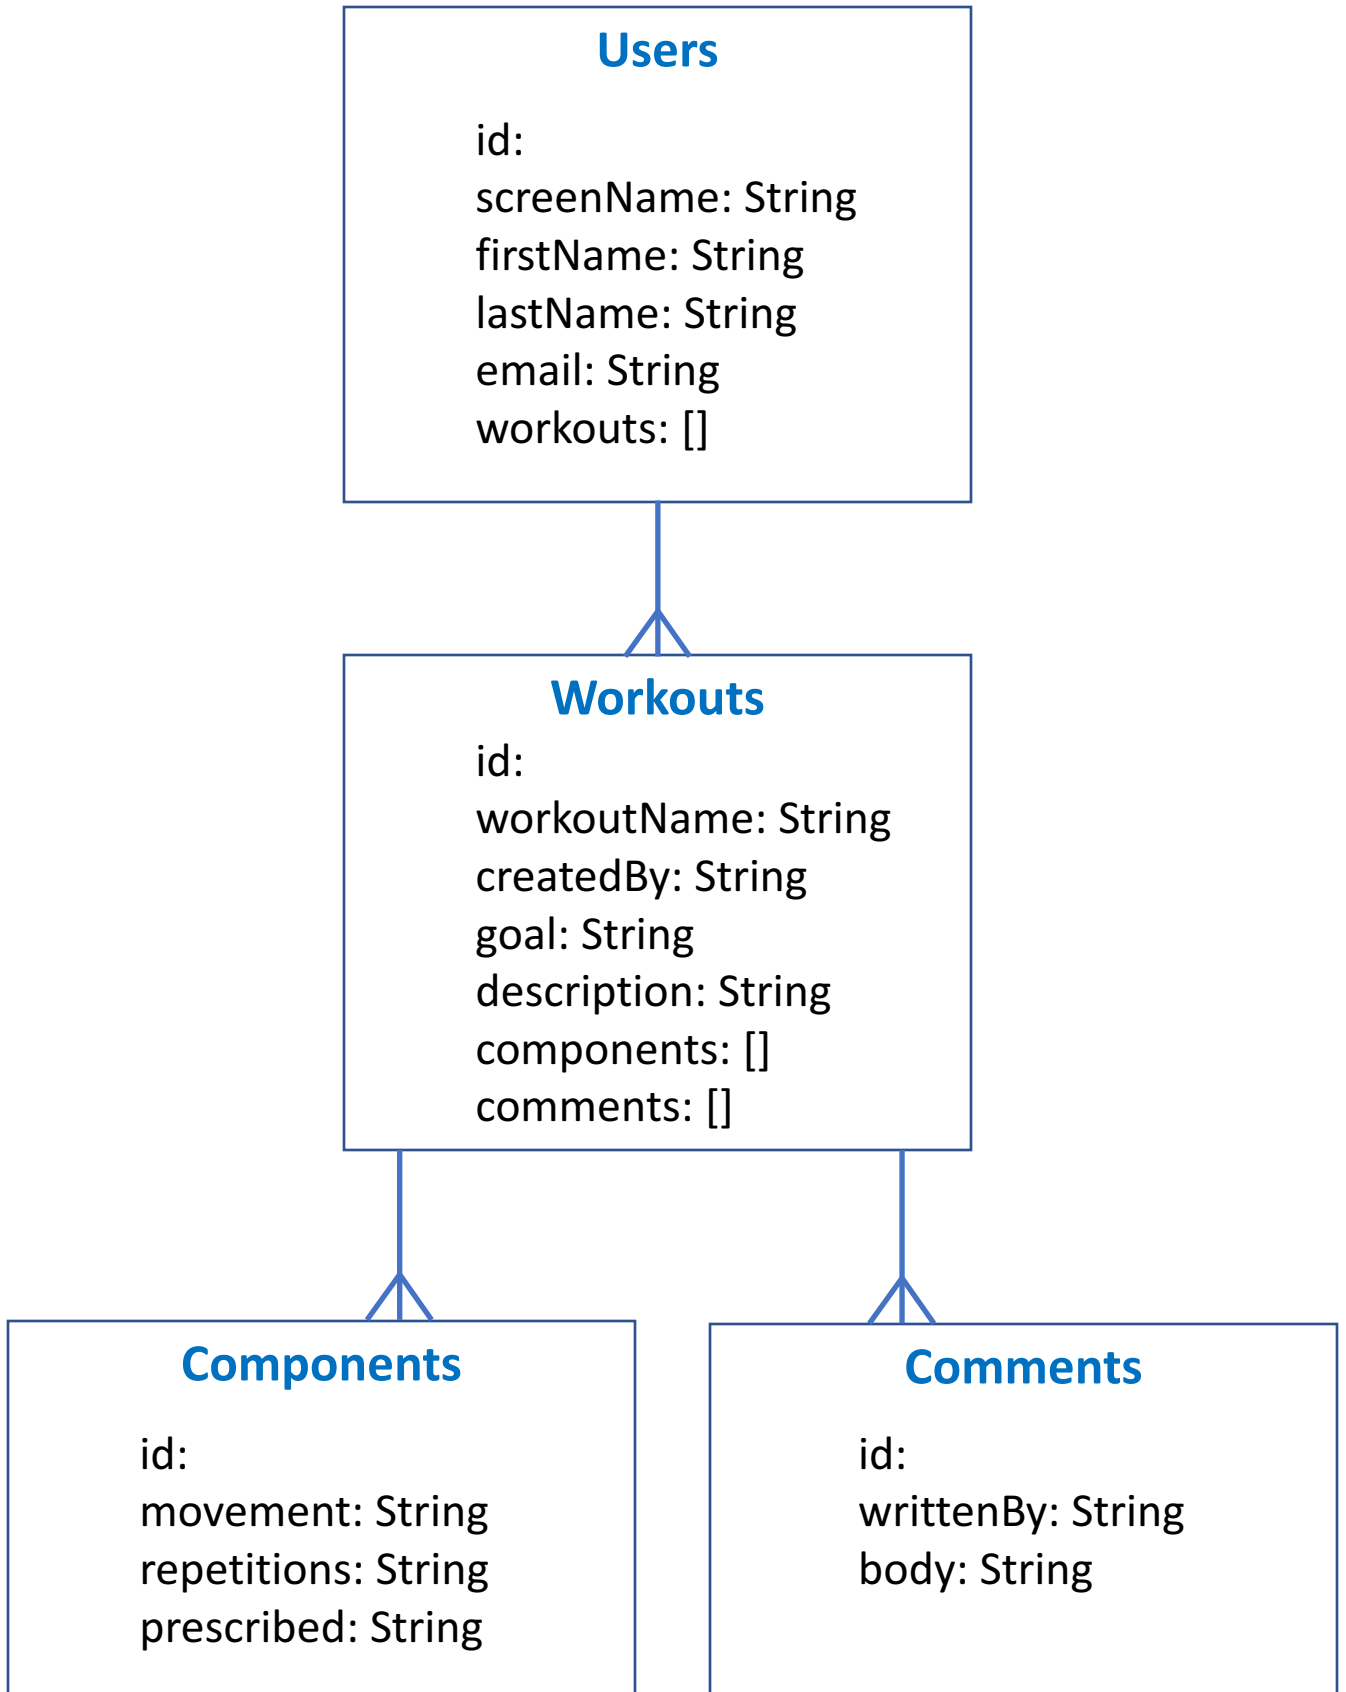 Users
id:
screenName: String
firstName: String
lastName: String
email: String
workouts: []
Workouts
id:
workoutName: String
createdBy: String
goal: String
description: String
components: []
comments: []
Components
id:
movement: String
repetitions: String
prescribed: String
Comments
id:
writtenBy: String
body: String